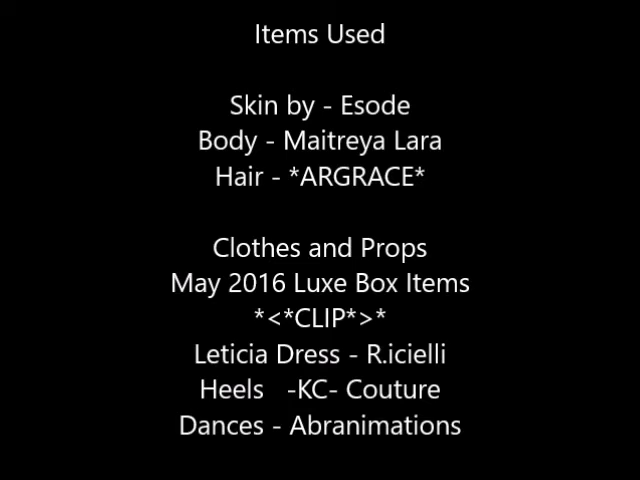 Items Used
Skin by - Esode
Body - Maitreya Lara
Hair - *ARGRACE*
Clothes and Props
May 2016 Luxe Box Items
*<*CLIP*>*
Leticia Dress - R.icielli
Heels   -KC- Couture
Dances - Abranimations